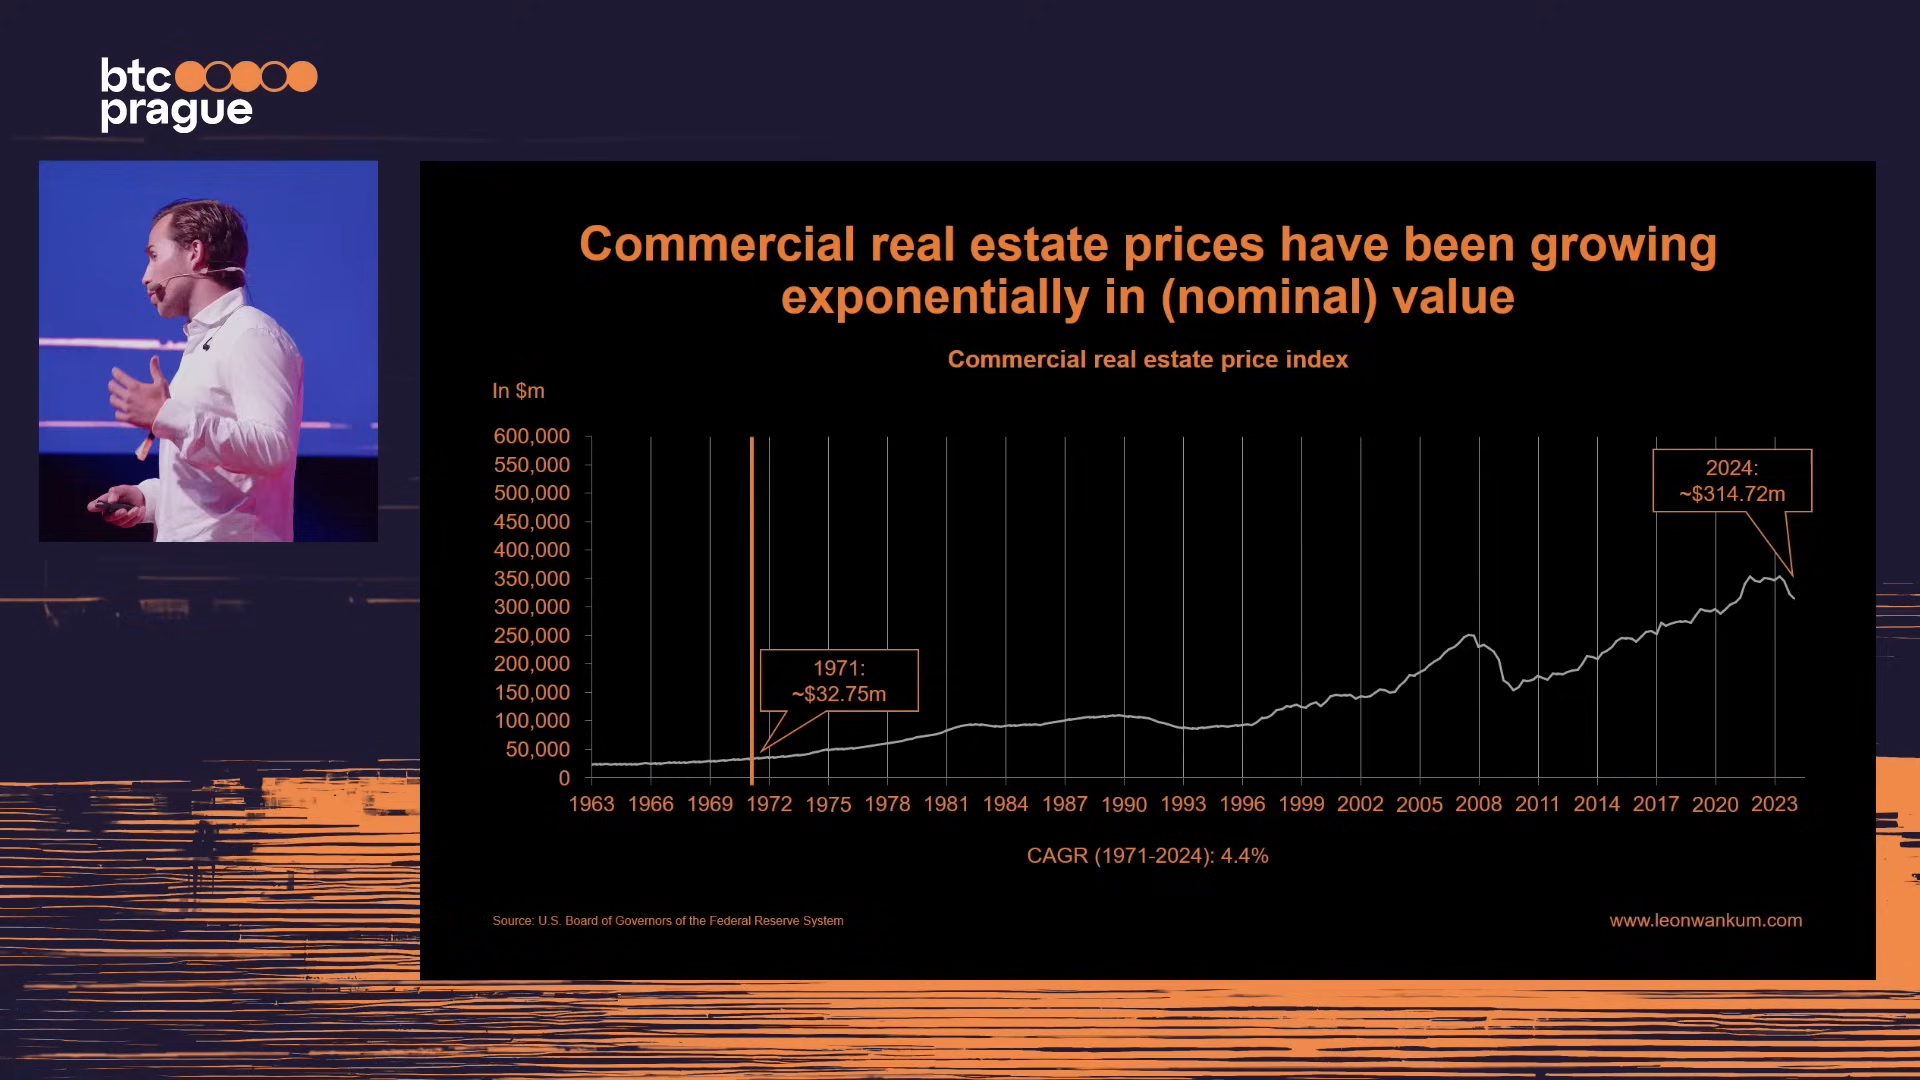 btc
prague
Commercial real estate prices have been growing
exponentially in (nominal) value
Commercial real estate price index
In $m
600,000
550,000
500,000
450,000
400,000
350,000
300,000
250,000
200,000
150,000
100,000
50,000
0
2024:
~$314.72m
1971:
~$32.75m
1963 1966 1969 1972 1975 1978 1981 1984 1987 1990 1993 1996 1999 2002 2005 2008 2011 2014 2017 2020 2023
CAGR (1971-2024): 4.4%
Source: U.S. Board of Governors of the Federal Reserve System
www.leonwankum.com